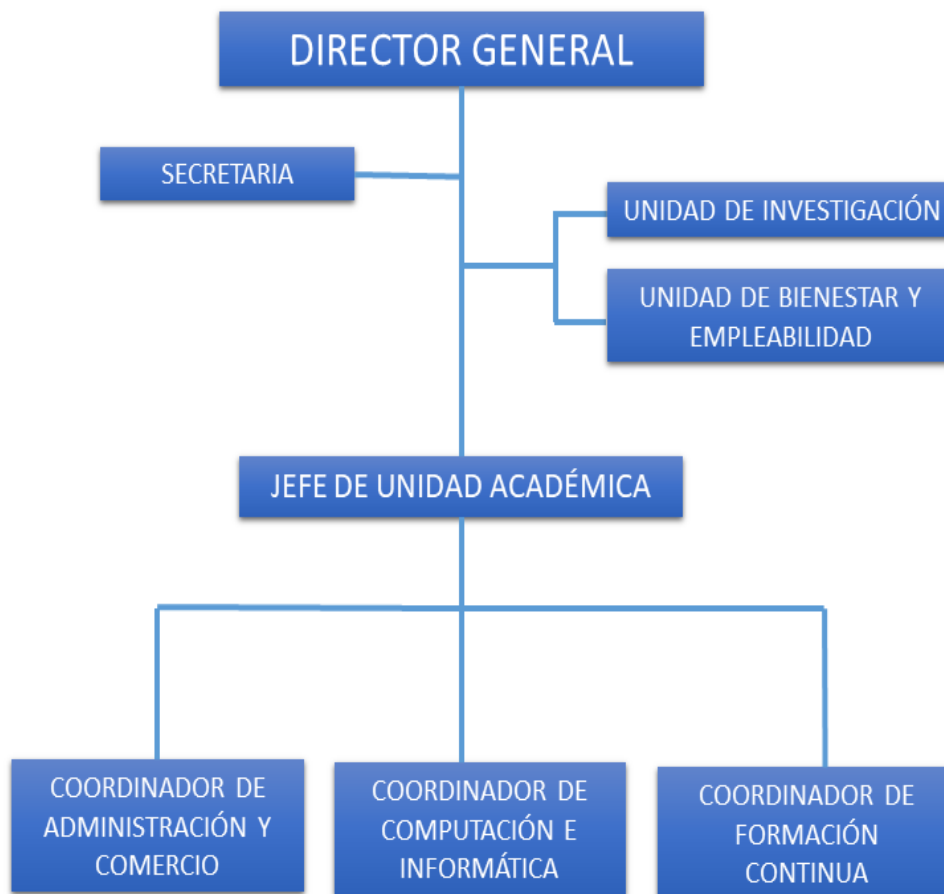 DIRECTOR GENERAL
SECRETARIA
UNIDAD DE INVESTIGACIÓN
UNIDAD DE BIENESTAR Y
EMPLEABILIDAD
JEFE DE UNIDAD ACADÉMICA
COORDINADOR DE
ADMINISTRACIÓN Y
COMERCIO
COORDINADOR DE
COMPUTACIÓN E
INFORMÁTICA
COORDINADOR DE
FORMACIÓN
CONTINUA